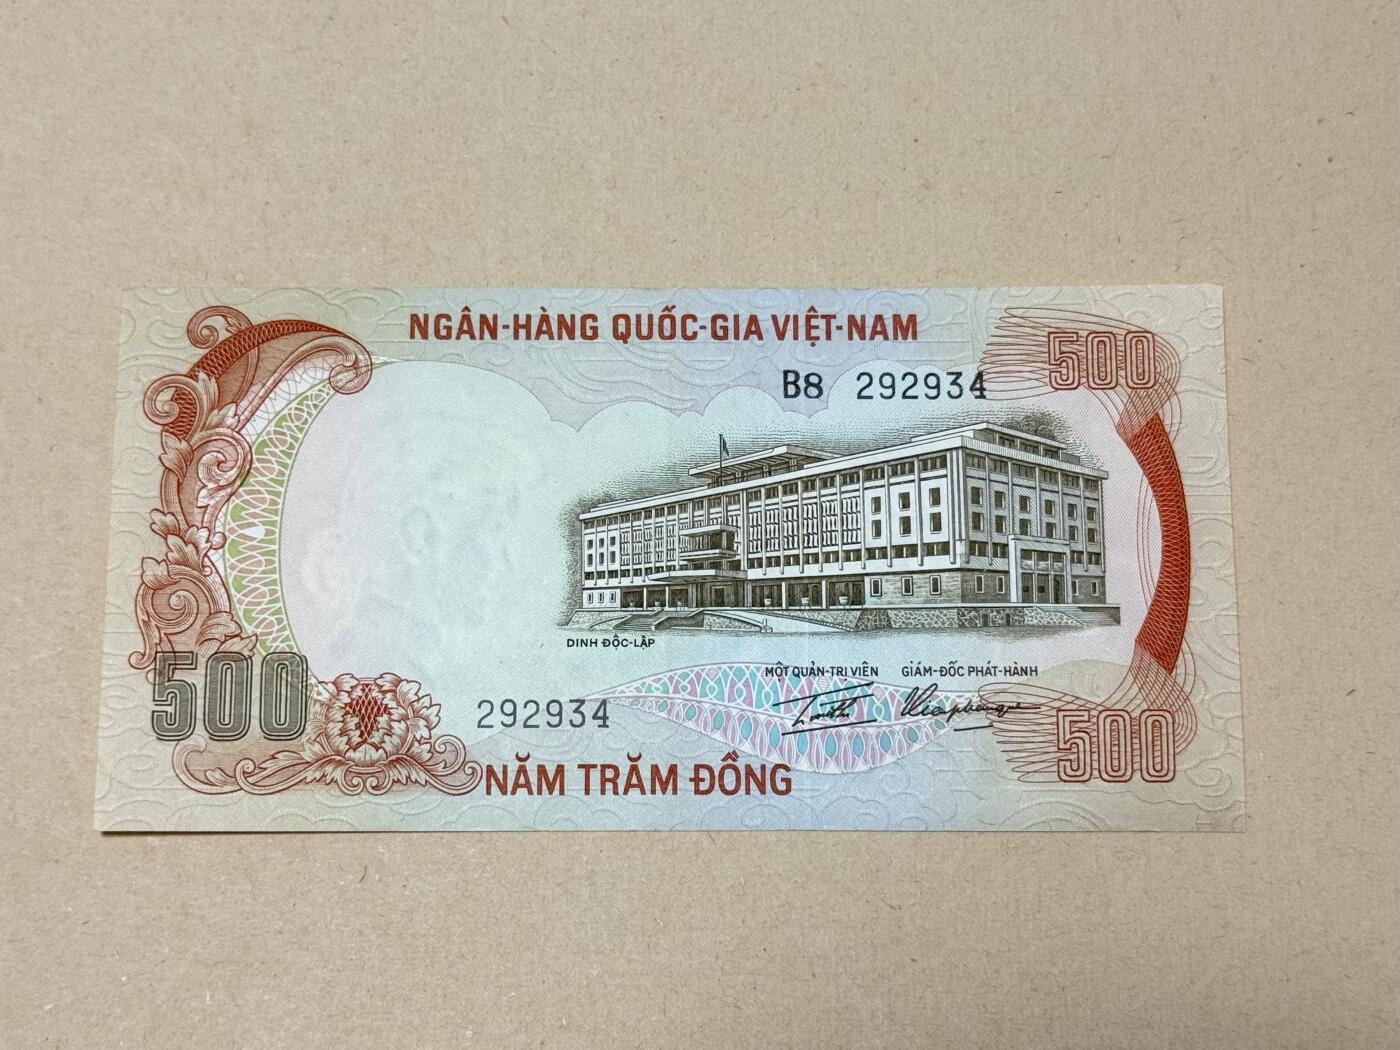 NGÂN-HÀNG QUỐC-GIA VIỆT-NAM
500
B8 292934
DINH ĐỘC-LẬP
MỘT QUẢN-TRỊ VIÊN GIÁM-ĐỐC PHÁT-HÀNH
500
292934
500
NĂM TRĂM ĐỒNG